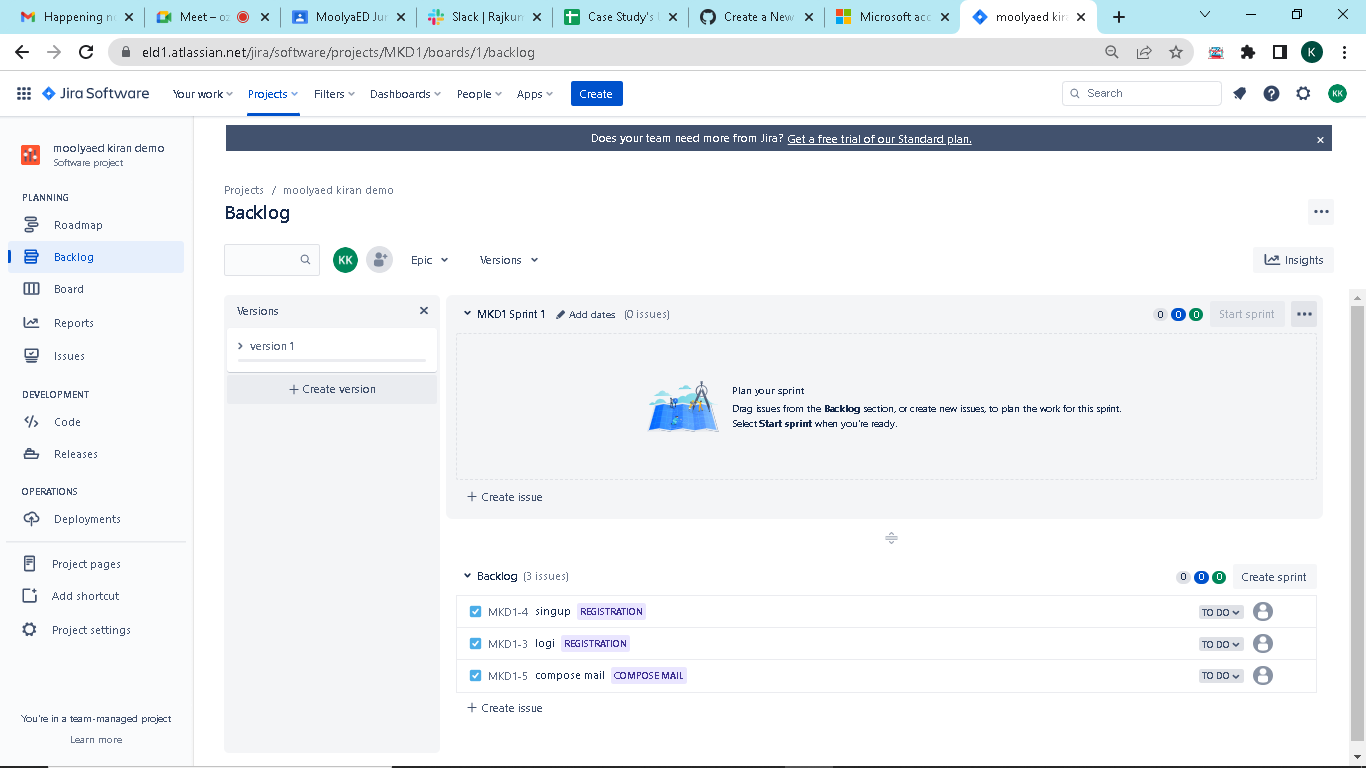 Happening n
Meet – oz
MoolyaED Jun
Slack | Rajkun
Case Study's
Create a New
Microsoft acc
moolyaed kir
eld1.atlassian.net/jira/software/projects/MKD1/boards/1/backlog
K
Jira Software
Your work
Projects
Filters
Dashboards
People
Apps
Create
Search
KK
moolyaed kiran demo
Software project
Does your team need more from Jira? Get a free trial of our Standard plan.
PLANNING
Roadmap
Backlog
Board
Reports
Issues
DEVELOPMENT
Code
Releases
OPERATIONS
Deployments
Project pages
Add shortcut
Project settings
You're in a team-managed project
Learn more
Projects / moolyaed kiran demo
Backlog
KK
Epic
Versions
Insights
Versions
version 1
+ Create version
MKD1 Sprint 1 Add dates (0 issues)
0 0 0 Start sprint
Plan your sprint
Drag issues from the Backlog section, or create new issues, to plan the work for this sprint.
Select Start sprint when you're ready.
+ Create issue
Backlog (3 issues)
0 0 0 Create sprint
MKD1-4 singup REGISTRATION TO DO
MKD1-3 logi REGISTRATION TO DO
MKD1-5 compose mail COMPOSE MAIL TO DO
+ Create issue